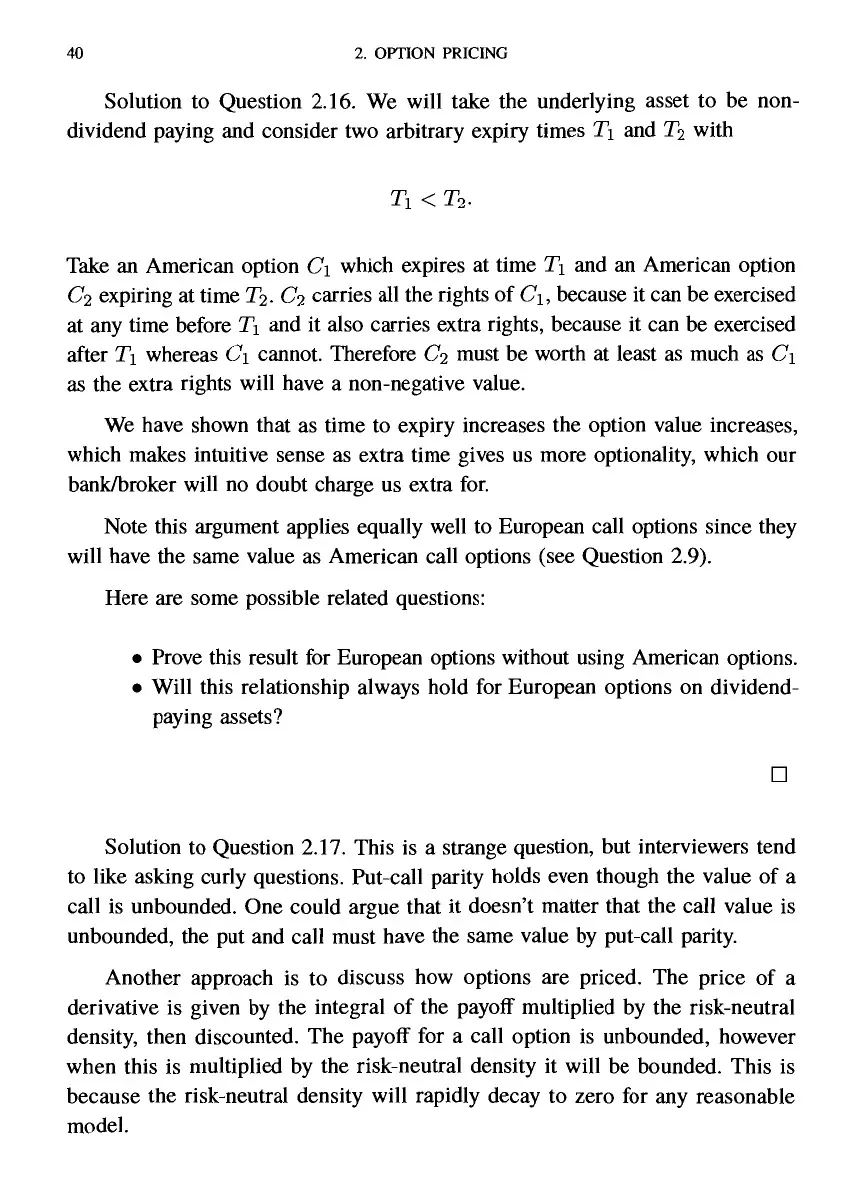 40 2. OPTION PRICING
Solution to Question 2.16. We will take the underlying asset to be non-
dividend paying and consider two arbitrary expiry times T₁ and T₂ with
T₁ < T₂.
Take an American option C₁ which expires at time T₁ and an American option
C₂ expiring at time T₂. C₂ carries all the rights of C₁, because it can be exercised
at any time before T₁ and it also carries extra rights, because it can be exercised
after T₁ whereas C₁ cannot. Therefore C₂ must be worth at least as much as C₁
as the extra rights will have a non-negative value.
We have shown that as time to expiry increases the option value increases,
which makes intuitive sense as extra time gives us more optionality, which our
bank/broker will no doubt charge us extra for.
Note this argument applies equally well to European call options since they
will have the same value as American call options (see Question 2.9).
Here are some possible related questions:
• Prove this result for European options without using American options.
• Will this relationship always hold for European options on dividend-
paying assets?
□
Solution to Question 2.17. This is a strange question, but interviewers tend
to like asking curly questions. Put-call parity holds even though the value of a
call is unbounded. One could argue that it doesn't matter that the call value is
unbounded, the put and call must have the same value by put-call parity.
Another approach is to discuss how options are priced. The price of a
derivative is given by the integral of the payoff multiplied by the risk-neutral
density, then discounted. The payoff for a call option is unbounded, however
when this is multiplied by the risk-neutral density it will be bounded. This is
because the risk-neutral density will rapidly decay to zero for any reasonable
model.